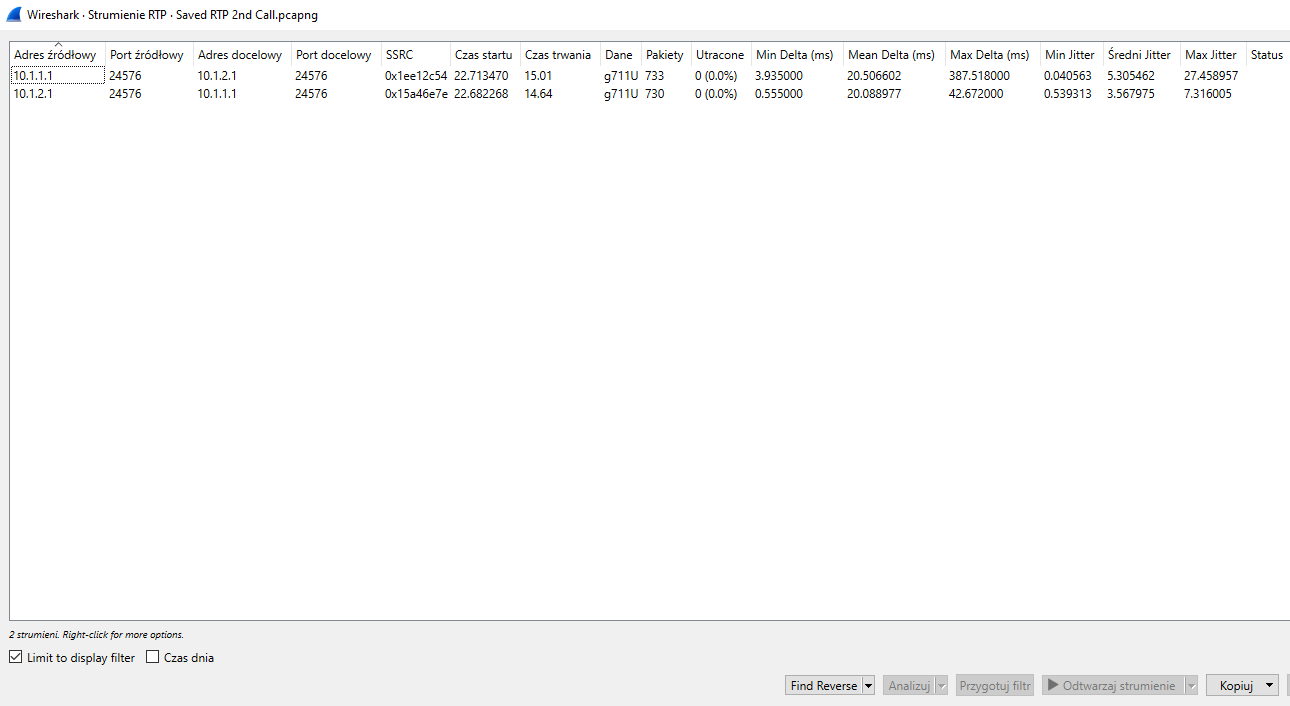 Wireshark · Strumienie RTP · Saved RTP 2nd Call.pcapng
Adres źródłowy Port źródłowy Adres docelowy Port docelowy SSRC Czas startu Czas trwania Dane Pakiety Utracone Min Delta (ms) Mean Delta (ms) Max Delta (ms) Min Jitter Średni Jitter Max Jitter Status
10.1.1.1 24576 10.1.2.1 24576 0x1ee12c54 22.713470 15.01 g711U 733 0 (0.0%) 3.935000 20.506602 387.518000 0.040563 5.305462 27.458957
10.1.2.1 24576 10.1.1.1 24576 0x15a46e7e 22.682268 14.64 g711U 730 0 (0.0%) 0.555000 20.088977 42.672000 0.539313 3.567975 7.316005
2 strumieni. Right-click for more options.
Limit to display filter Czas dnia
Find Reverse Analizuj Przygotuj filtr Odtwarzaj strumienie Kopiuj